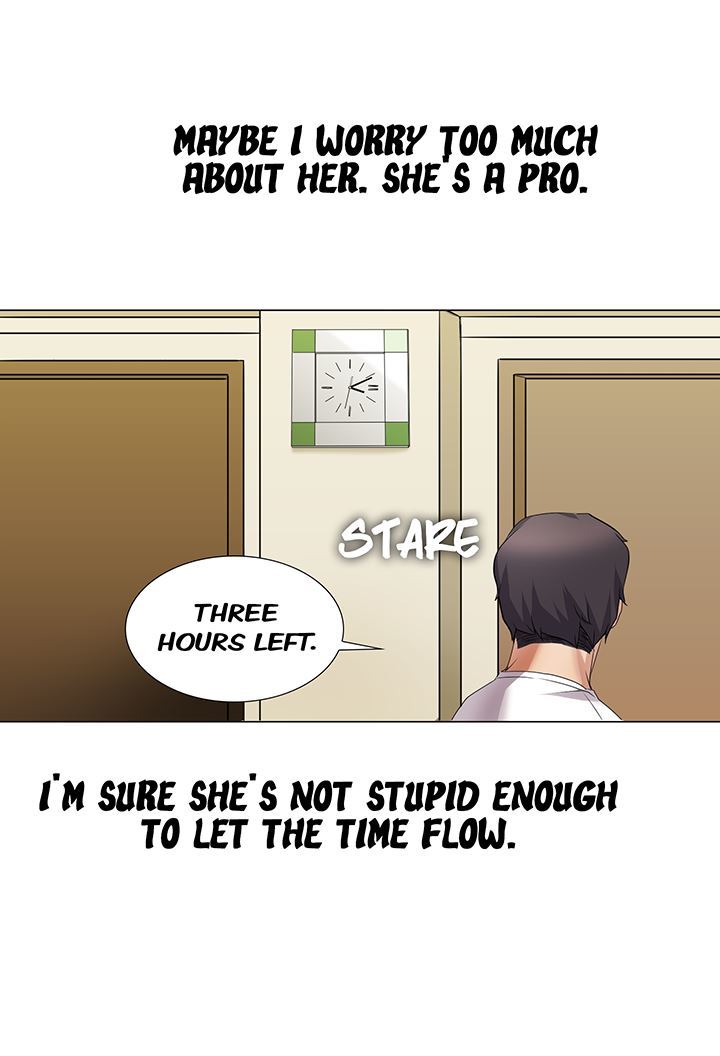 MAYBE I WORRY TOO MUCH
ABOUT HER. SHE'S A PRO.
STARE
THREE
HOURS LEFT.
I'M SURE SHE'S NOT STUPID ENOUGH
TO LET THE TIME FLOW.